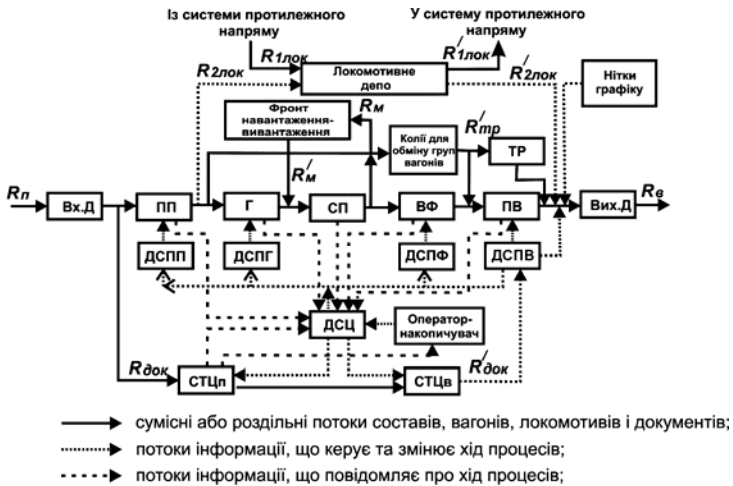 Із системи протилежного
напряму
У систему протилежного
напряму
R1лок
R′1лок
R2лок
R′2лок
Локомотивне
депо
Нітки
графіку
Фронт
навантаження-
вивантаження
Rм
Колії для
обміну груп
вагонів
R′тр
ТР
R′м
Rп
Вх.Д
ПП
Г
СП
ВФ
ПВ
Вих.Д
Rв
ДСПП
ДСПГ
ДСПФ
ДСПВ
ДСЦ
Оператор-
накопичувач
Rдок
R′док
СТЦп
СТЦв
сумісні або роздільні потоки составів, вагонів, локомотивів і документів;
потоки інформації, що керує та змінює хід процесів;
потоки інформації, що повідомляє про хід процесів;